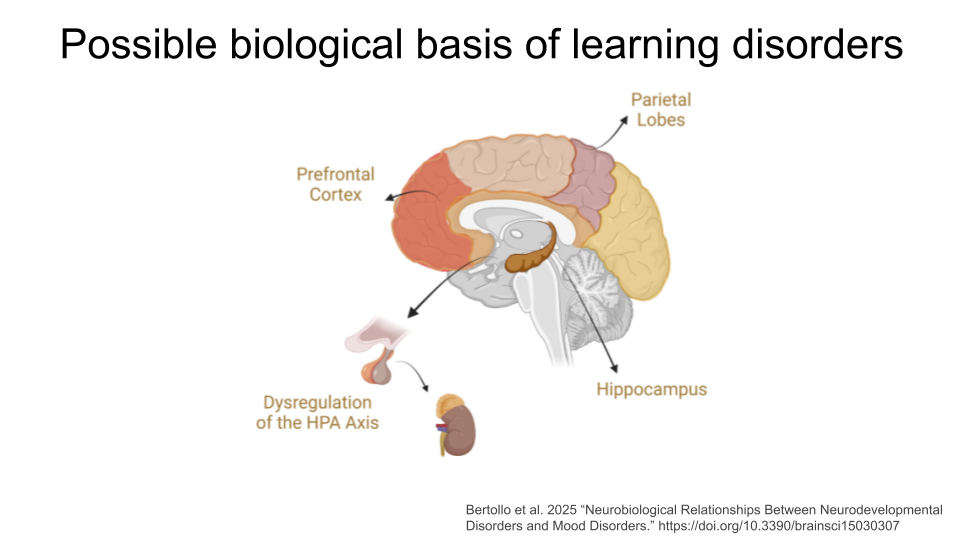 Possible biological basis of learning disorders
Parietal
Lobes
Prefrontal
Cortex
Hippocampus
Dysregulation
of the HPA Axis
Bertollo et al. 2025 “Neurobiological Relationships Between Neurodevelopmental
Disorders and Mood Disorders.” https://doi.org/10.3390/brainsci15030307